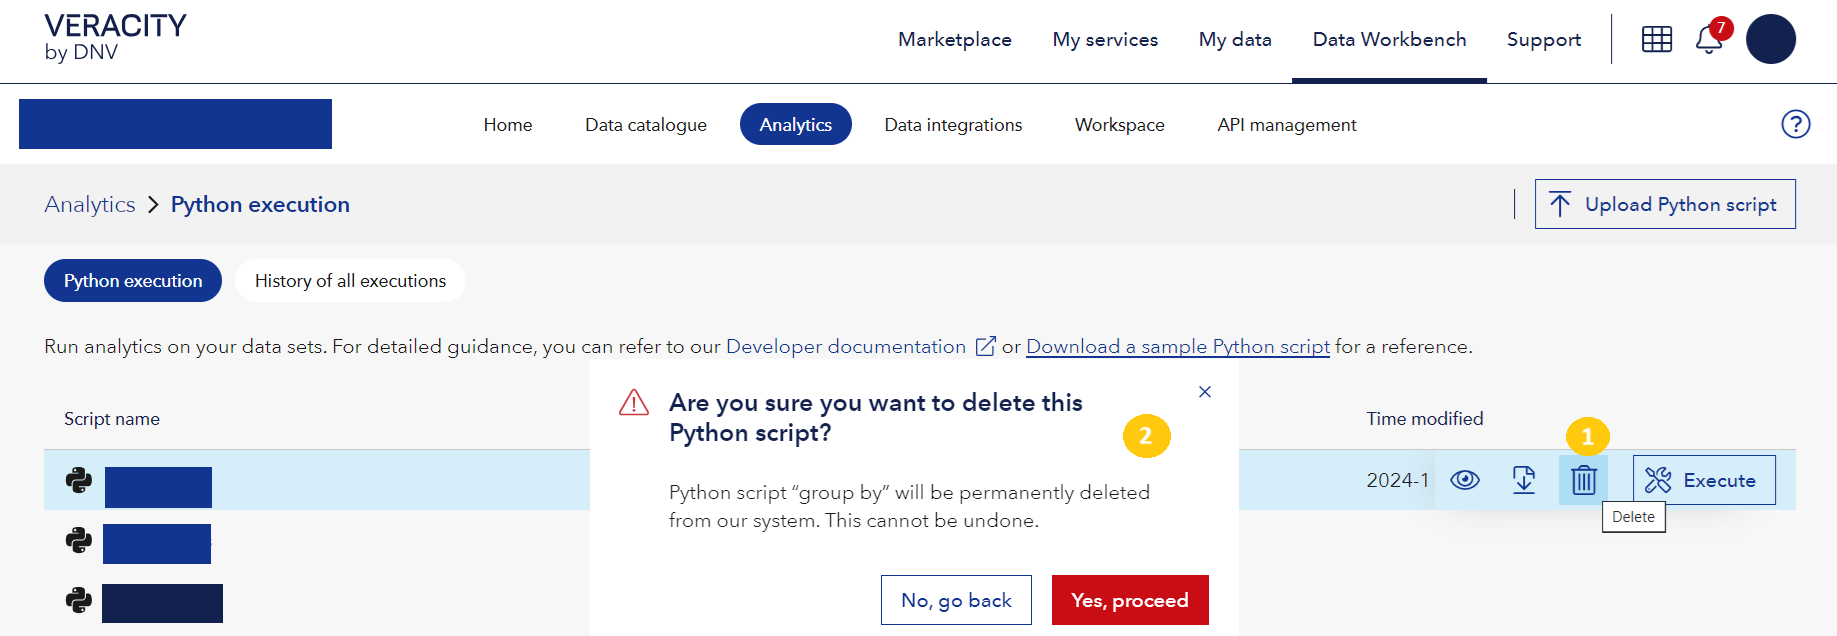 VERACITY
by DNV
Marketplace
My services
My data
Data Workbench
Support
7
Home
Data catalogue
Analytics
Data integrations
Workspace
API management
?
Analytics > Python execution
Upload Python script
Python execution
History of all executions
Run analytics on your data sets. For detailed guidance, you can refer to our Developer documentation or Download a sample Python script for a reference.
Script name
Time modified
Are you sure you want to delete this
Python script?
2
1
2024-1
Execute
Delete
Python script “group by” will be permanently deleted
from our system. This cannot be undone.
No, go back
Yes, proceed